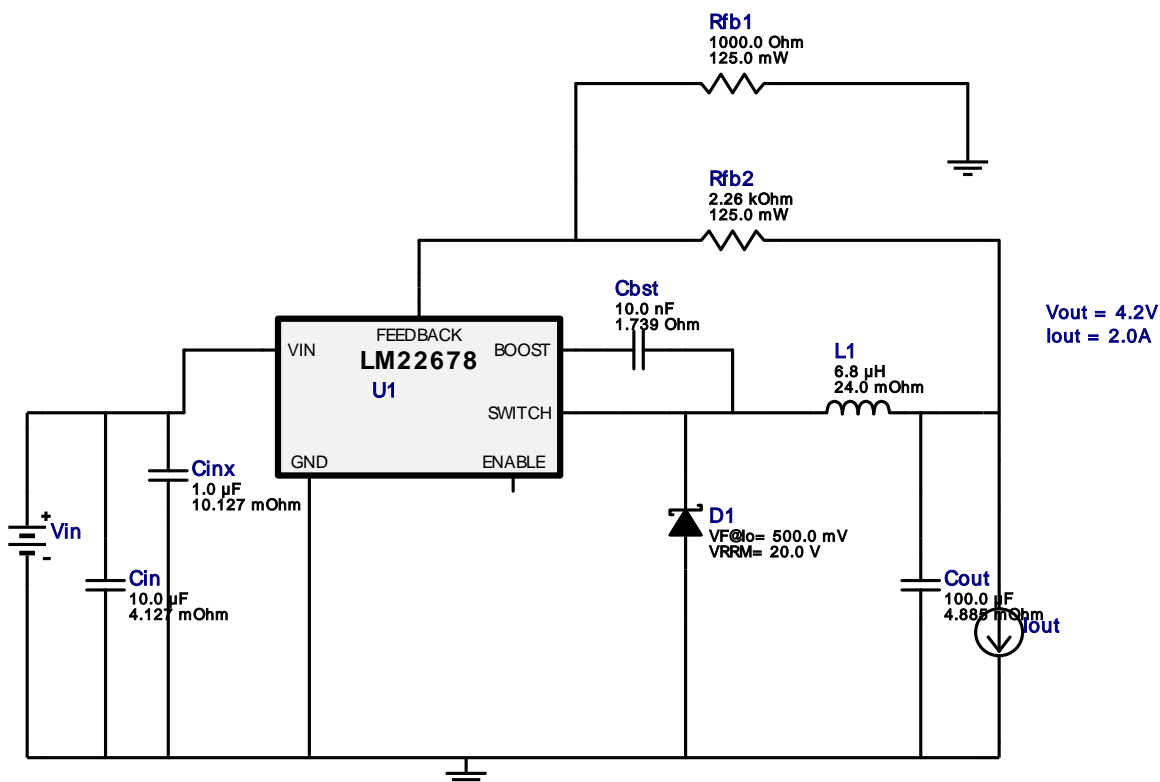 Rfb1
1000.0 Ohm
125.0 mW
Rfb2
2.26 kOhm
125.0 mW
Cbst
10.0 nF
1.739 Ohm
Vout = 4.2V
Iout = 2.0A
FEEDBACK
VIN
BOOST
LM22678
U1
L1
6.8 µH
24.0 mOhm
SWITCH
GND
ENABLE
Cinx
1.0 µF
10.127 mOhm
+
Vin
-
D1
VF@Io= 500.0 mV
VRRM= 20.0 V
Cin
10.0 µF
4.127 mOhm
Cout
100.0 µF
4.885 mOhm
Iout